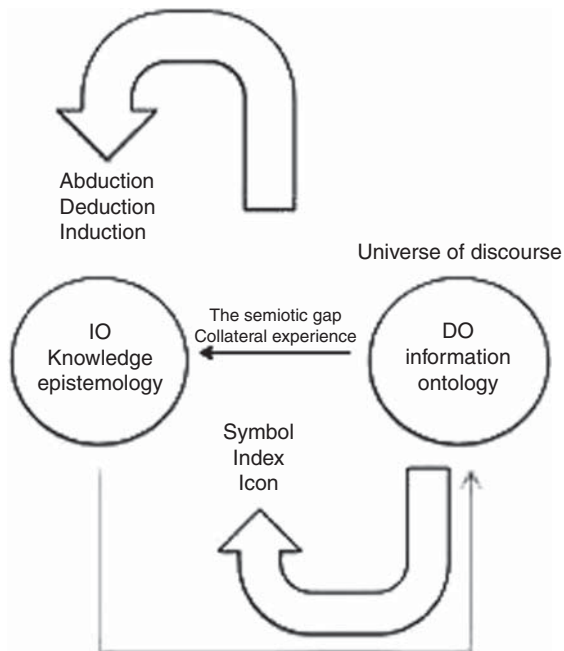 Abduction
Deduction
Induction
Universe of discourse
IO
Knowledge
epistemology
The semiotic gap
Collateral experience
DO
information
ontology
Symbol
Index
Icon